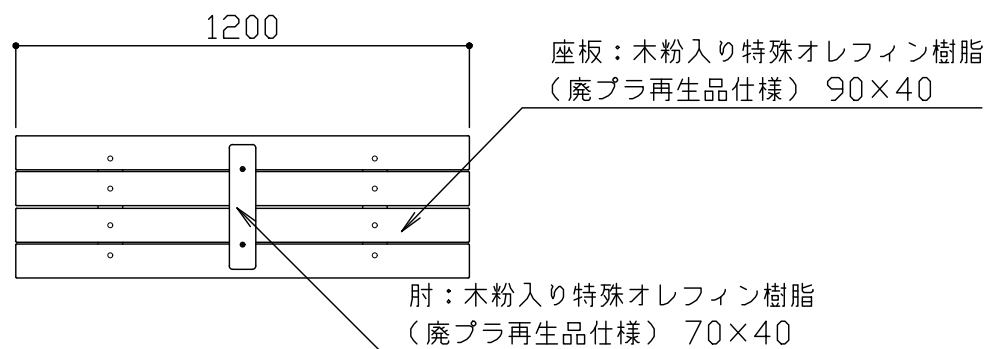 1200
座板：木粉入り特殊オレフィン樹脂
（廃プラ再生品仕様） 90×40
肘：木粉入り特殊オレフィン樹脂
（廃プラ再生品仕様） 70×40